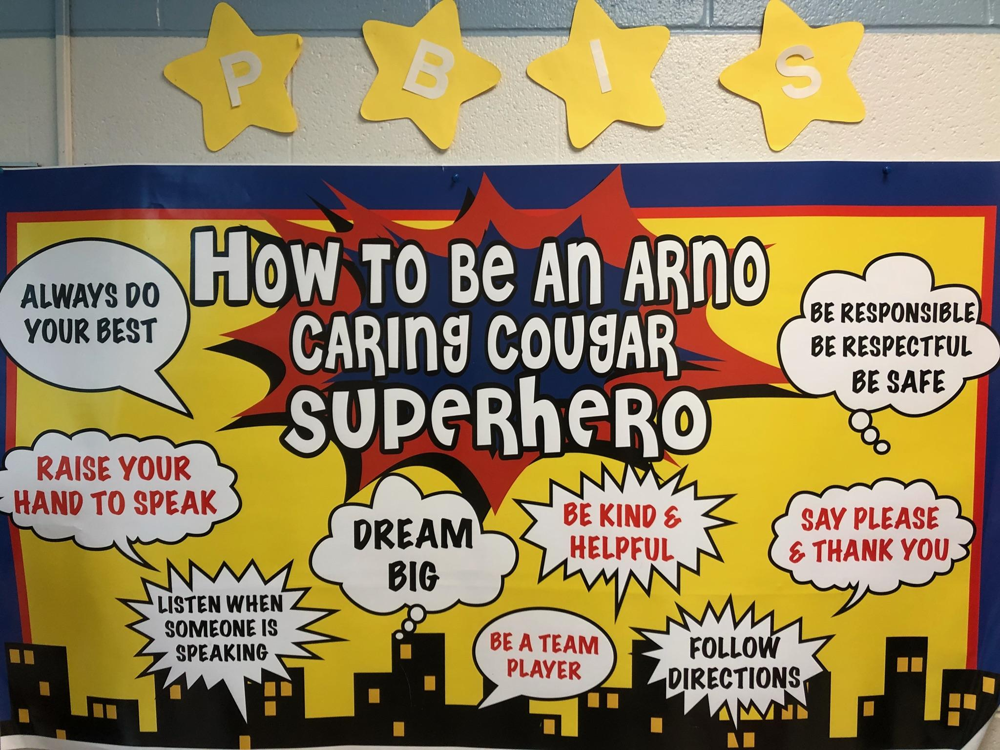 P B I S
HOW TO Be AN ARNO
CARING COUGAR
SUPERHERO
ALWAYS DO
YOUR BEST
BE RESPONSIBLE
BE RESPECTFUL
BE SAFE
RAISE YOUR
HAND TO SPEAK
DREAM
BIG
BE KIND &
HELPFUL
SAY PLEASE
& THANK YOU
LISTEN WHEN
SOMEONE IS
SPEAKING
BE A TEAM
PLAYER
FOLLOW
DIRECTIONS